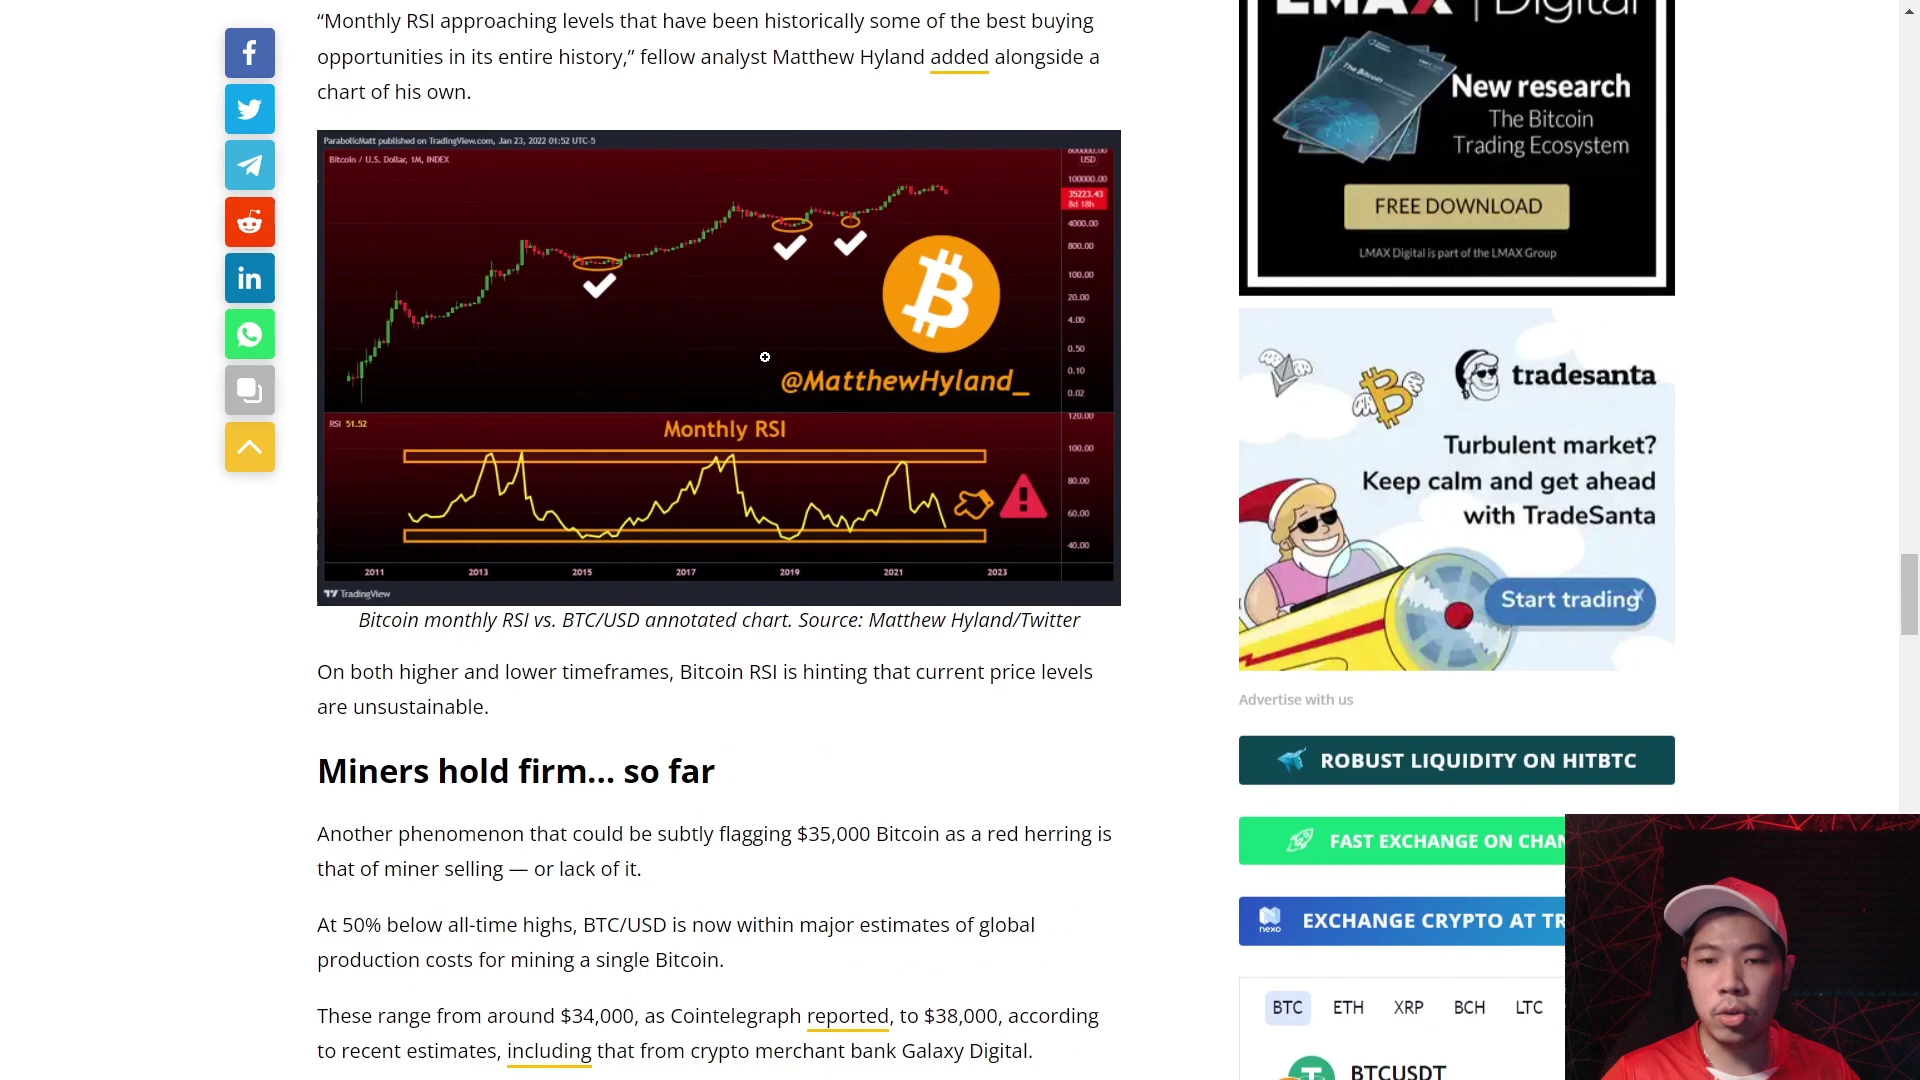 “Monthly RSI approaching levels that have been historically some of the best buying
opportunities in its entire history,” fellow analyst Matthew Hyland added alongside a
chart of his own.
ParabolicMatt published on TradingView.com, Jan 23, 2022 01:52 UTC-5
Bitcoin / U.S. Dollar, 1M, INDEX
USD
100000.00
35223.43
8d 18h
4000.00
800.00
100.00
20.00
4.00
0.50
0.10
0.02
@MatthewHyland_
RSI 51.52
Monthly RSI
120.00
100.00
80.00
60.00
40.00
2011 2013 2015 2017 2019 2021 2023
TradingView
Bitcoin monthly RSI vs. BTC/USD annotated chart. Source: Matthew Hyland/Twitter
On both higher and lower timeframes, Bitcoin RSI is hinting that current price levels
are unsustainable.
Miners hold firm... so far
Another phenomenon that could be subtly flagging $35,000 Bitcoin as a red herring is
that of miner selling — or lack of it.
At 50% below all-time highs, BTC/USD is now within major estimates of global
production costs for mining a single Bitcoin.
These range from around $34,000, as Cointelegraph reported, to $38,000, according
to recent estimates, including that from crypto merchant bank Galaxy Digital.
LMAX | Digital
New research
The Bitcoin
Trading Ecosystem
FREE DOWNLOAD
LMAX Digital is part of the LMAX Group
tradesanta
Turbulent market?
Keep calm and get ahead
with TradeSanta
Start trading
Advertise with us
ROBUST LIQUIDITY ON HITBTC
FAST EXCHANGE ON CHAN
nexo
EXCHANGE CRYPTO AT TR
BTC ETH XRP BCH LTC
BTCUSDT